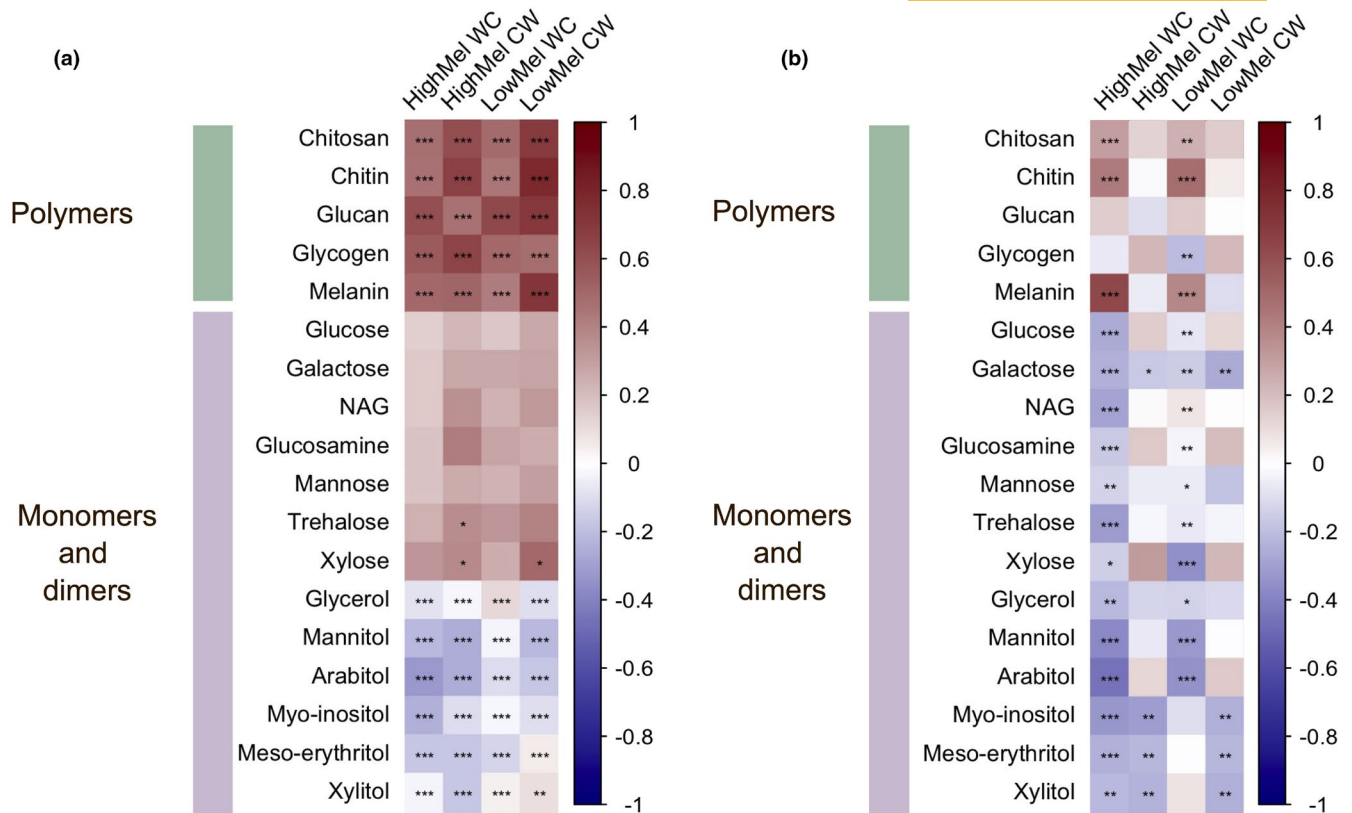 (a)
HighMel WC
HighMel CW
LowMel WC
LowMel CW
Polymers
Chitosan *** *** *** ***
Chitin *** *** *** ***
Glucan *** *** *** ***
Glycogen *** *** *** ***
Melanin *** *** *** ***
Monomers
and
dimers
Glucose
Galactose
NAG
Glucosamine
Mannose
Trehalose *
Xylose * *
Glycerol *** *** *** ***
Mannitol *** *** *** ***
Arabitol *** *** *** ***
Myo-inositol *** *** *** ***
Meso-erythritol *** *** *** ***
Xylitol *** *** *** **
1
0.8
0.6
0.4
0.2
0
-0.2
-0.4
-0.6
-0.8
-1
(b)
HighMel WC
HighMel CW
LowMel WC
LowMel CW
Polymers
Chitosan *** **
Chitin *** ***
Glucan
Glycogen **
Melanin *** ***
Monomers
and
dimers
Glucose *** **
Galactose *** * ** **
NAG *** **
Glucosamine *** **
Mannose ** *
Trehalose *** **
Xylose * ***
Glycerol ** *
Mannitol *** ***
Arabitol *** ***
Myo-inositol *** ** **
Meso-erythritol *** ** **
Xylitol ** ** **
1
0.8
0.6
0.4
0.2
0
-0.2
-0.4
-0.6
-0.8
-1